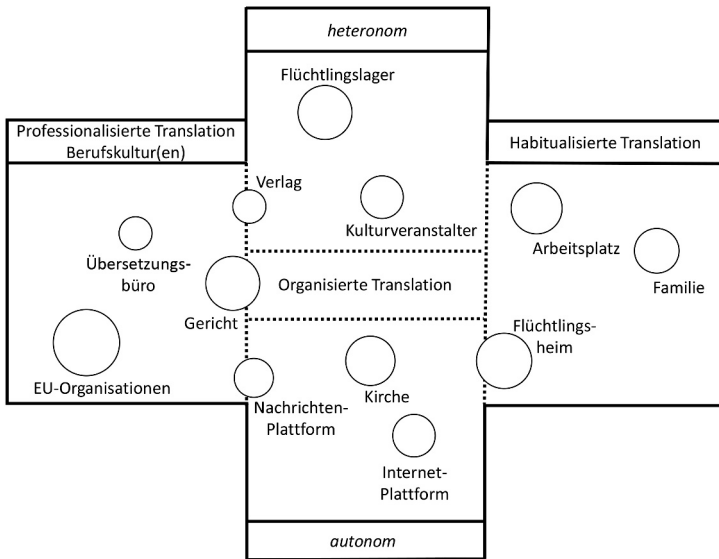 heteronom
Flüchtlingslager
Professionalisierte Translation
Berufskultur(en)
Habitualisierte Translation
Verlag
Kulturveranstalter
Arbeitsplatz
Übersetzungs-
büro
Familie
Organisierte Translation
Gericht
Flüchtlings-
heim
EU-Organisationen
Nachrichten-
Plattform
Kirche
Internet-
Plattform
autonom